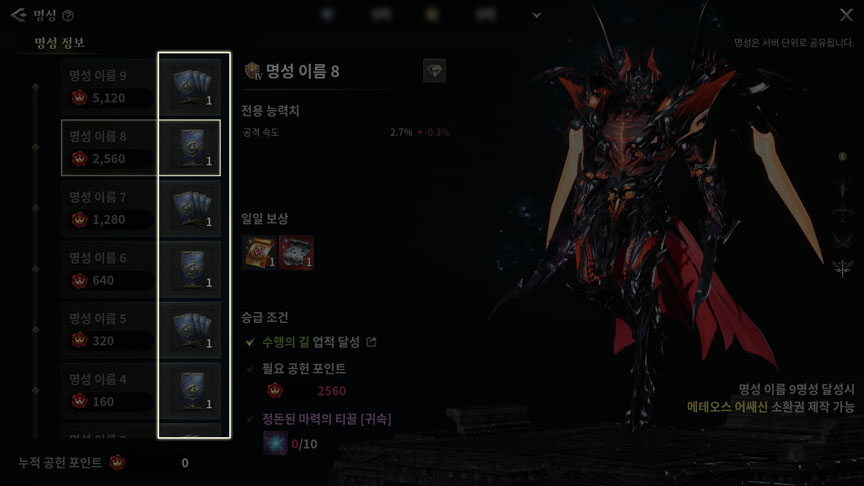 명성
명성 정보
명성은 서버 단위로 공유됩니다.
명성 이름 9
5,120
1
명성 이름 8
2,560
1
명성 이름 7
1,280
1
명성 이름 6
640
1
명성 이름 5
320
1
명성 이름 4
160
1
누적 공헌 포인트 0
IV 명성 이름 8
전용 능력치
공격 속도 2.7% ▼-0.3%
일일 보상
1 1
승급 조건
수행의 길 업적 달성
필요 공헌 포인트
2560
정돈된 마력의 티끌 [귀속]
0/10
명성 이름 9명성 달성시
메테오스 어쌔신 소환권 제작 가능